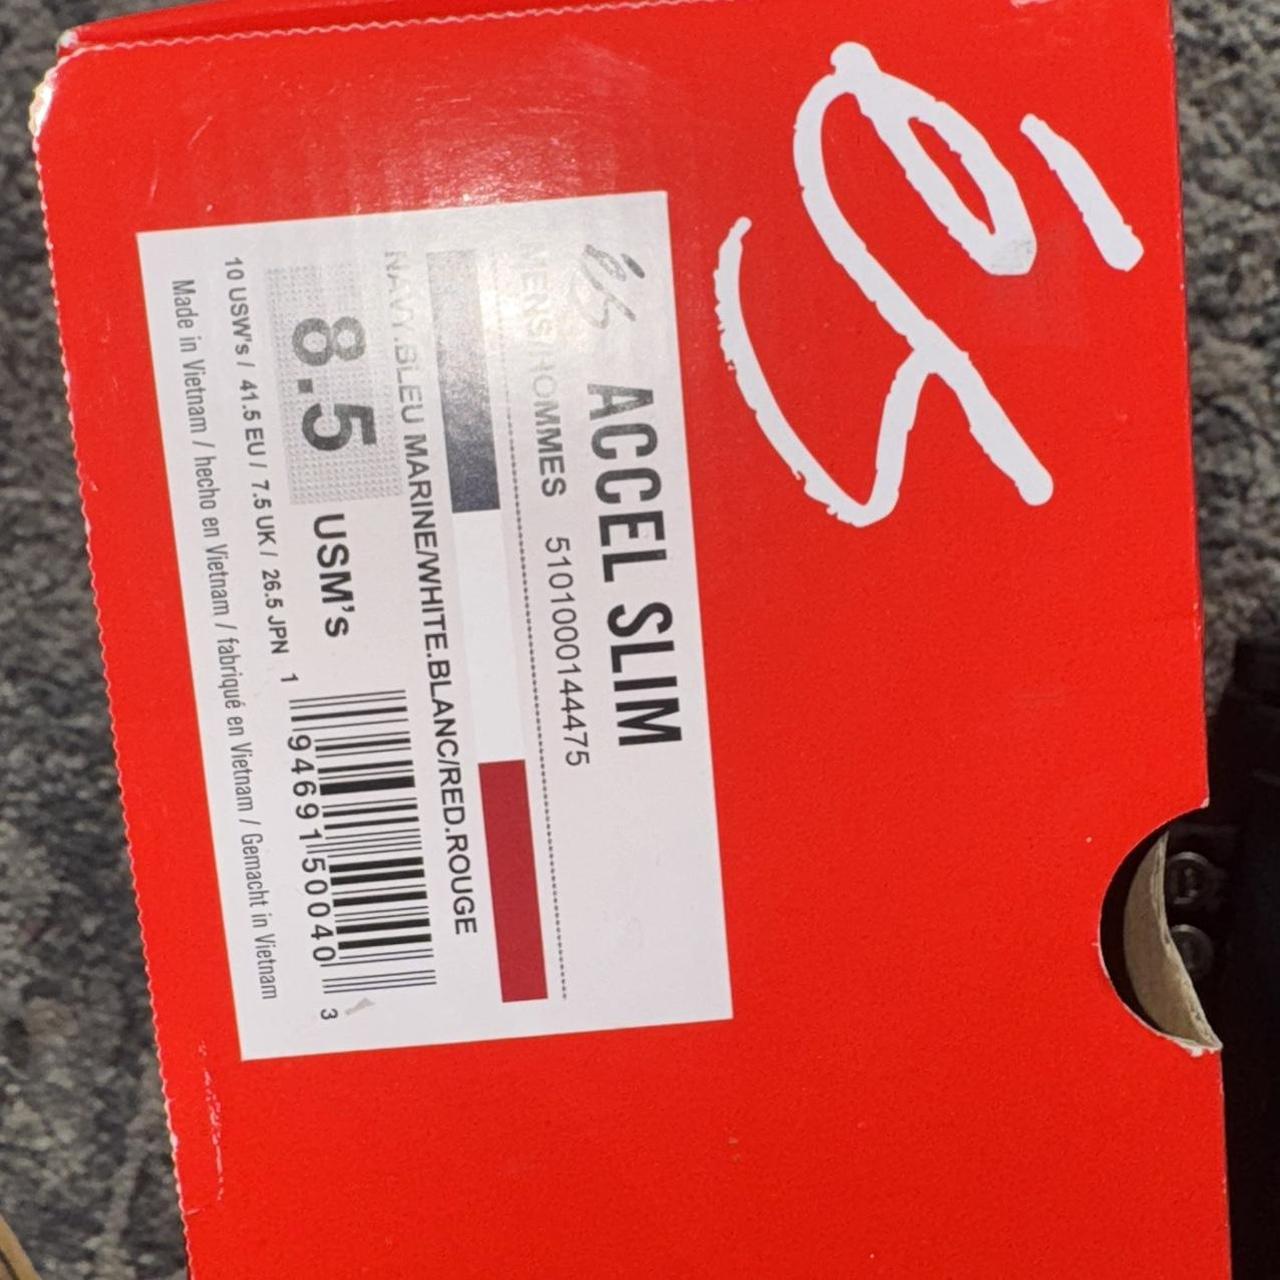 éS
éS ACCEL SLIM
MENS/HOMMES 5101000144475
NAVY.BLEU MARINE/WHITE.BLANC/RED.ROUGE
8.5 USM's
10 USW's / 41.5 EU / 7.5 UK / 26.5 JPN
1 94691 50040 3
Made in Vietnam / hecho en Vietnam / fabriqué en Vietnam / Gemacht in Vietnam